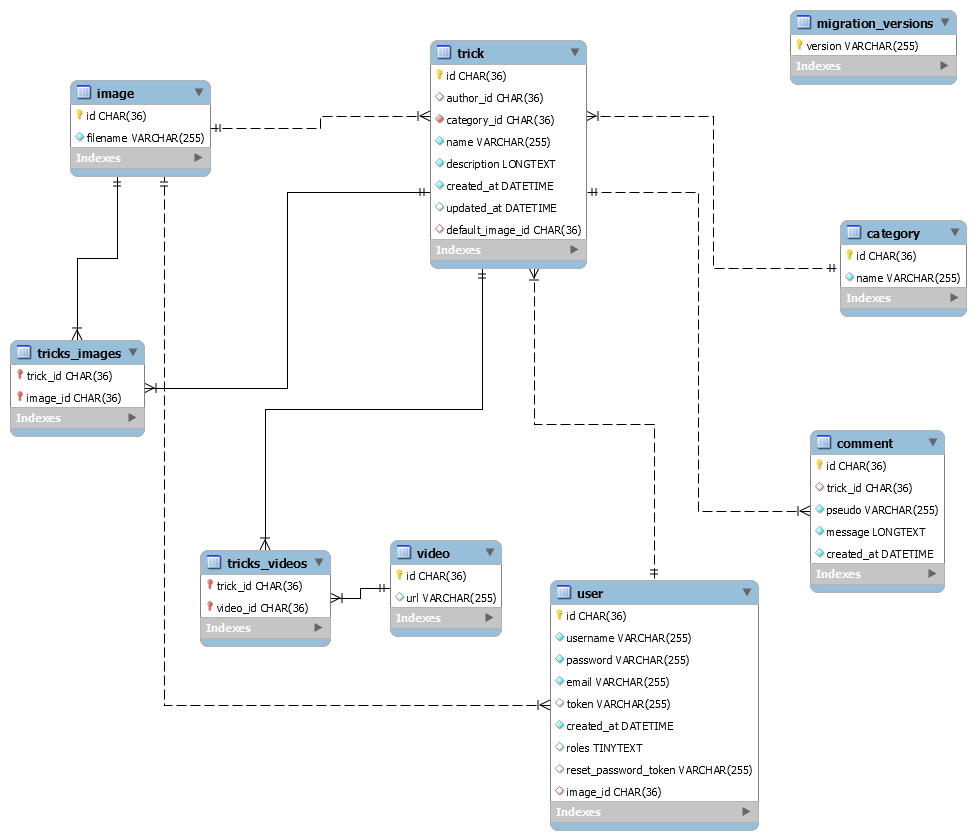 migration_versions
version VARCHAR(255)
Indexes
trick
id CHAR(36)
author_id CHAR(36)
category_id CHAR(36)
name VARCHAR(255)
description LONGTEXT
created_at DATETIME
updated_at DATETIME
default_image_id CHAR(36)
Indexes
image
id CHAR(36)
filename VARCHAR(255)
Indexes
category
id CHAR(36)
name VARCHAR(255)
Indexes
tricks_images
trick_id CHAR(36)
image_id CHAR(36)
Indexes
comment
id CHAR(36)
trick_id CHAR(36)
pseudo VARCHAR(255)
message LONGTEXT
created_at DATETIME
Indexes
tricks_videos
trick_id CHAR(36)
video_id CHAR(36)
Indexes
video
id CHAR(36)
url VARCHAR(255)
Indexes
user
id CHAR(36)
username VARCHAR(255)
password VARCHAR(255)
email VARCHAR(255)
token VARCHAR(255)
created_at DATETIME
roles TINYTEXT
reset_password_token VARCHAR(255)
image_id CHAR(36)
Indexes